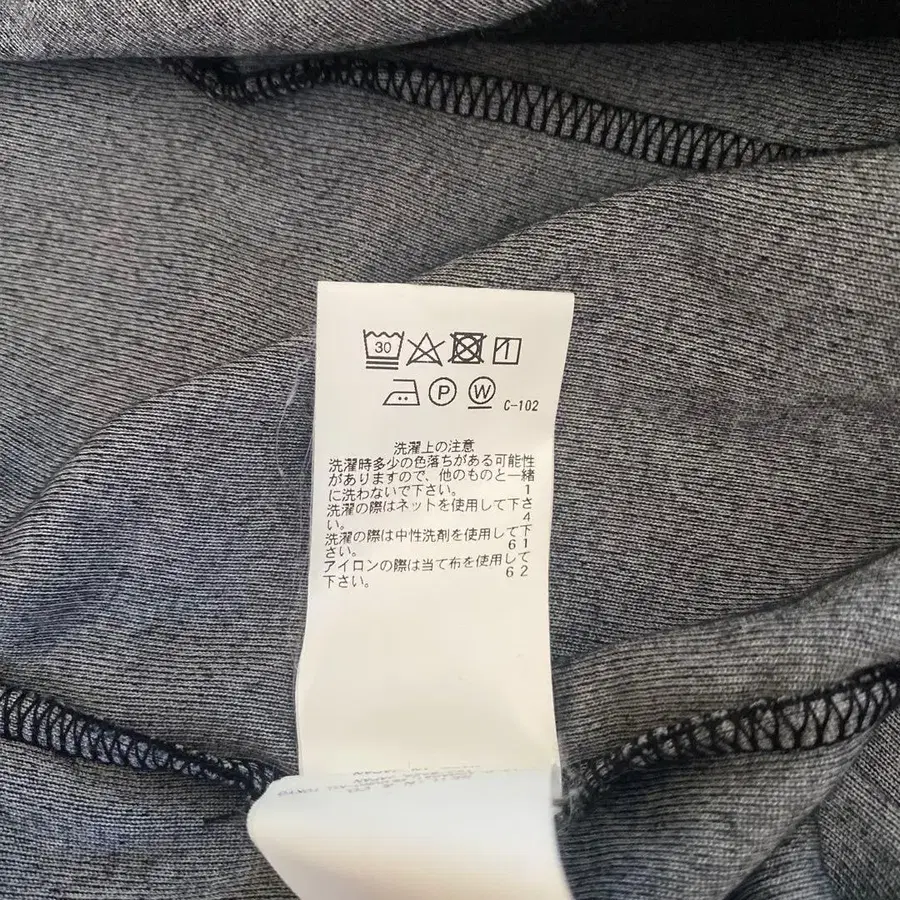 30
P W C-102
洗濯上の注意
洗濯時多少の色落ちがある可能性
がありますので、他のものと一緒
に洗わないで下さい。 1
洗濯の際はネットを使用して下さ
い。 4
洗濯の際は中性洗剤を使用して下
さい。 61
アイロンの際は当て布を使用して
下さい。 62